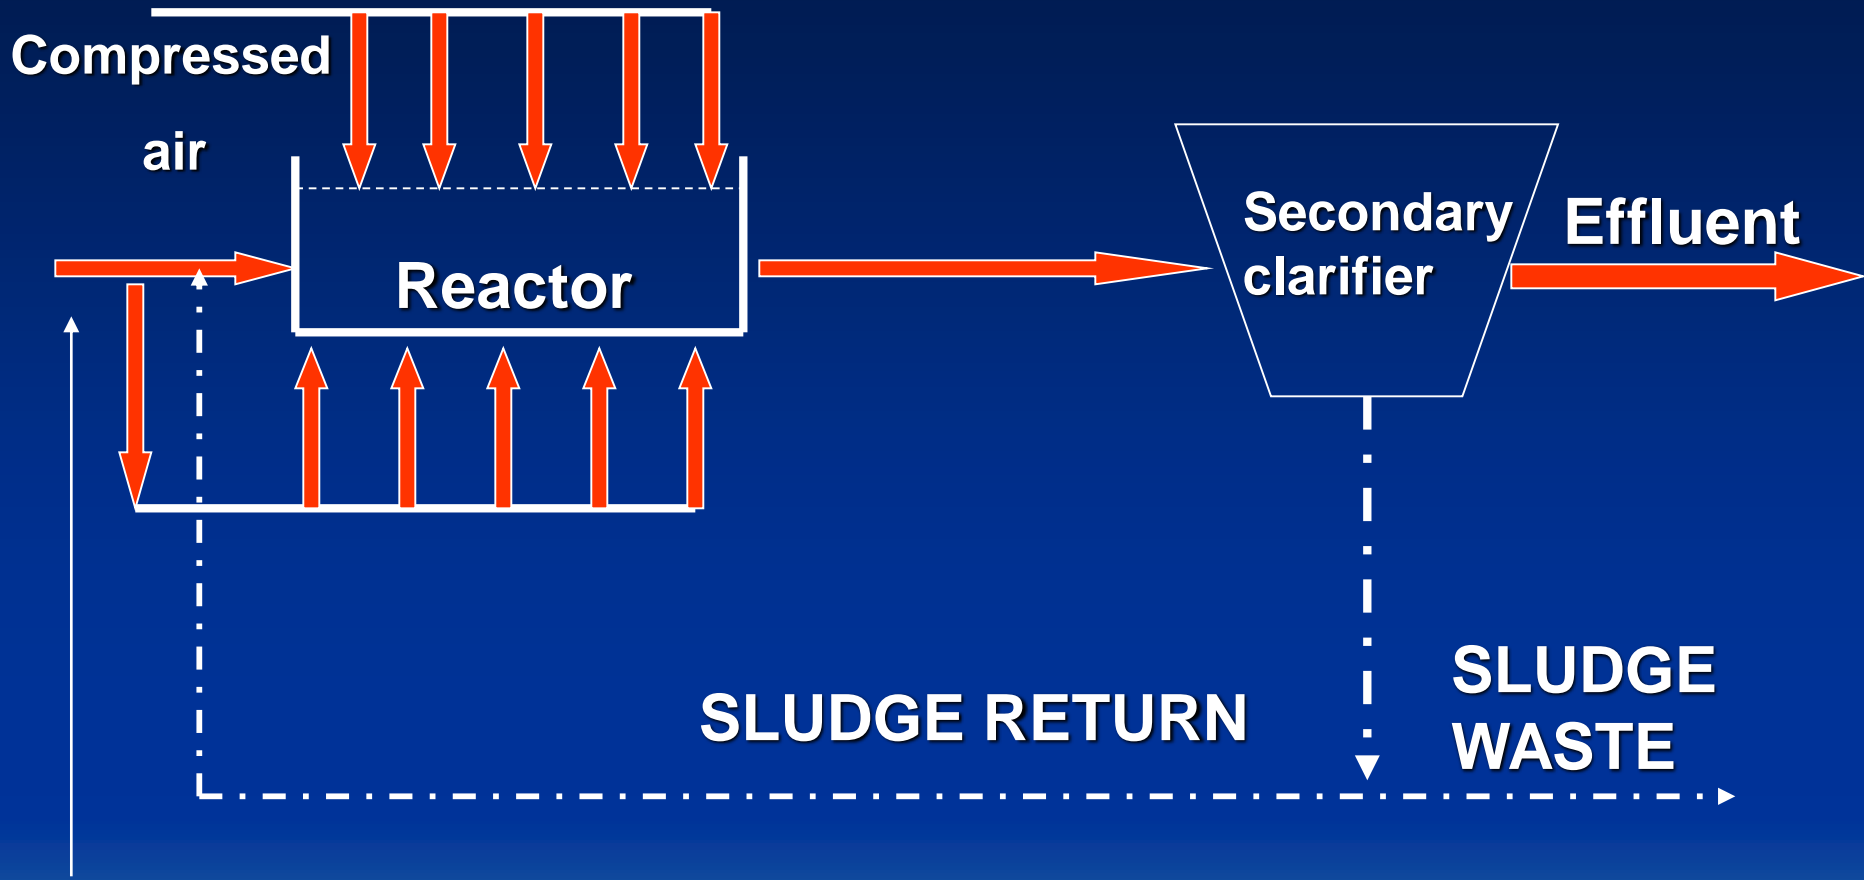 Compressed
air
Reactor
Secondary
clarifier
Effluent
SLUDGE RETURN
SLUDGE
WASTE